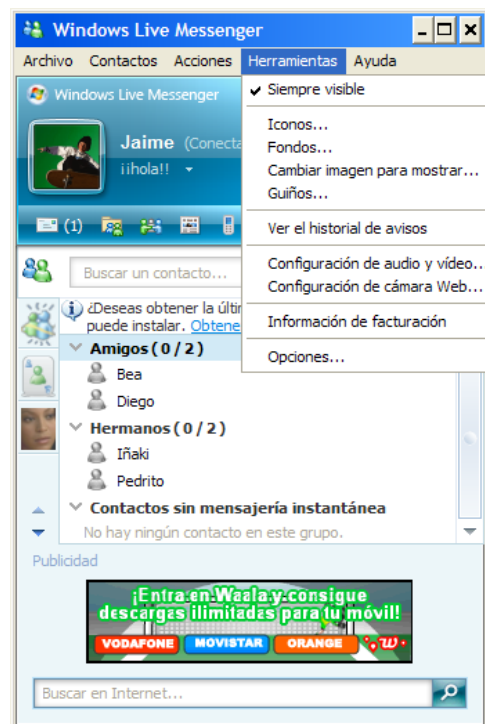 Windows Live Messenger
Archivo Contactos Acciones Herramientas Ayuda
Windows Live Messenger
Jaime (Conecta
¡¡hola!!
(1)
Siempre visible
Iconos...
Fondos...
Cambiar imagen para mostrar...
Guiños...
Ver el historial de avisos
Configuración de audio y vídeo..
Configuración de cámara Web...
Información de facturación
Opciones...
Buscar un contacto...
¿Deseas obtener la últir
puede instalar. Obtene
Amigos ( 0 / 2 )
Bea
Diego
Hermanos ( 0 / 2 )
Iñaki
Pedrito
Contactos sin mensajería instantánea
No hay ningún contacto en este grupo.
Publicidad
¡Entra en Waala y consigue
descargas ilimitadas para tu móvil!
VODAFONE MOVISTAR ORANGE w
Buscar en Internet...